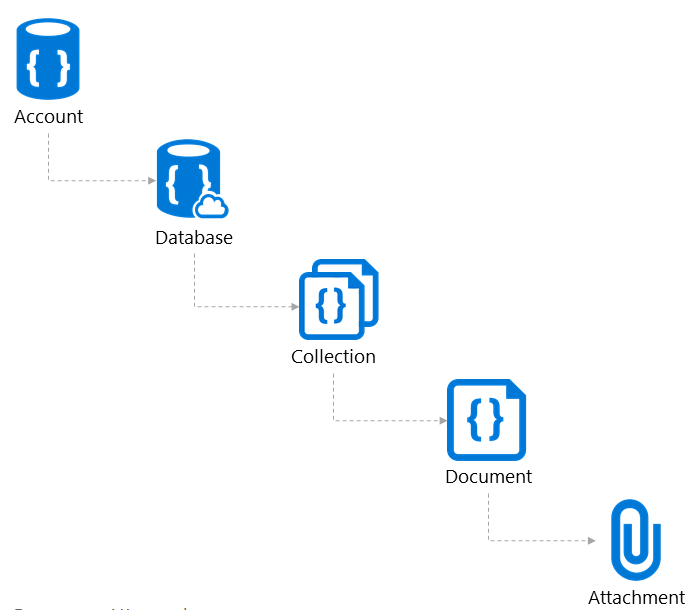 { }
Account
{ }
Database
{ }
Collection
{ }
Document
Attachment